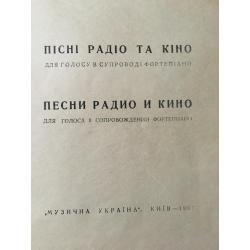 ПІСНІ РАДІО ТА КІНО
ДЛЯ ГОЛОСУ В СУПРОВОДІ ФОРТЕПІАНО
ПЕСНИ РАДИО И КИНО
ДЛЯ ГОЛОСА В СОПРОВОЖДЕНИИ ФОРТЕПИАНО
„МУЗИЧНА УКРАЇНА", КИЇВ —